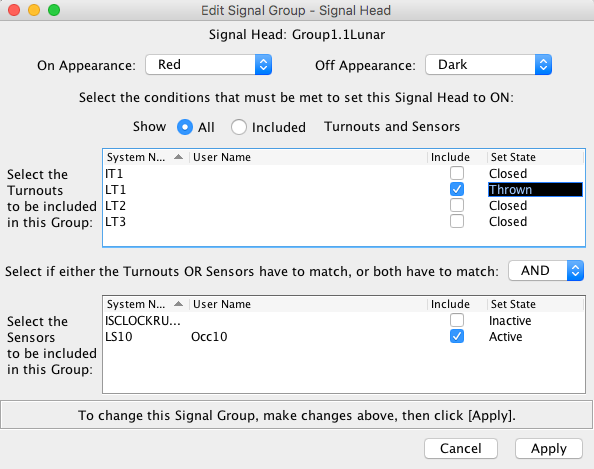 Edit Signal Group - Signal Head
Signal Head: Group1.1Lunar
On Appearance: Red Off Appearance: Dark
Select the conditions that must be met to set this Signal Head to ON:
Show All Included Turnouts and Sensors
Select the
Turnouts
to be included
in this Group:
System N... User Name Include Set State
IT1 Closed
LT1 Thrown
LT2 Closed
LT3 Closed
Select if either the Turnouts OR Sensors have to match, or both have to match: AND
Select the
Sensors
to be included
in this Group:
System N... User Name Include Set State
ISCLOCKRU... Inactive
LS10 Occ10 Active
To change this Signal Group, make changes above, then click [Apply].
Cancel Apply